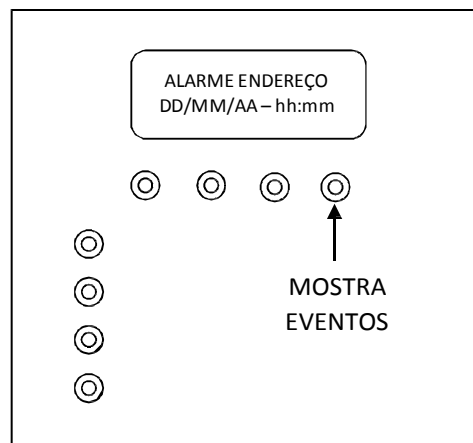 ALARME ENDEREÇO
DD/MM/AA – hh:mm
MOSTRA
EVENTOS